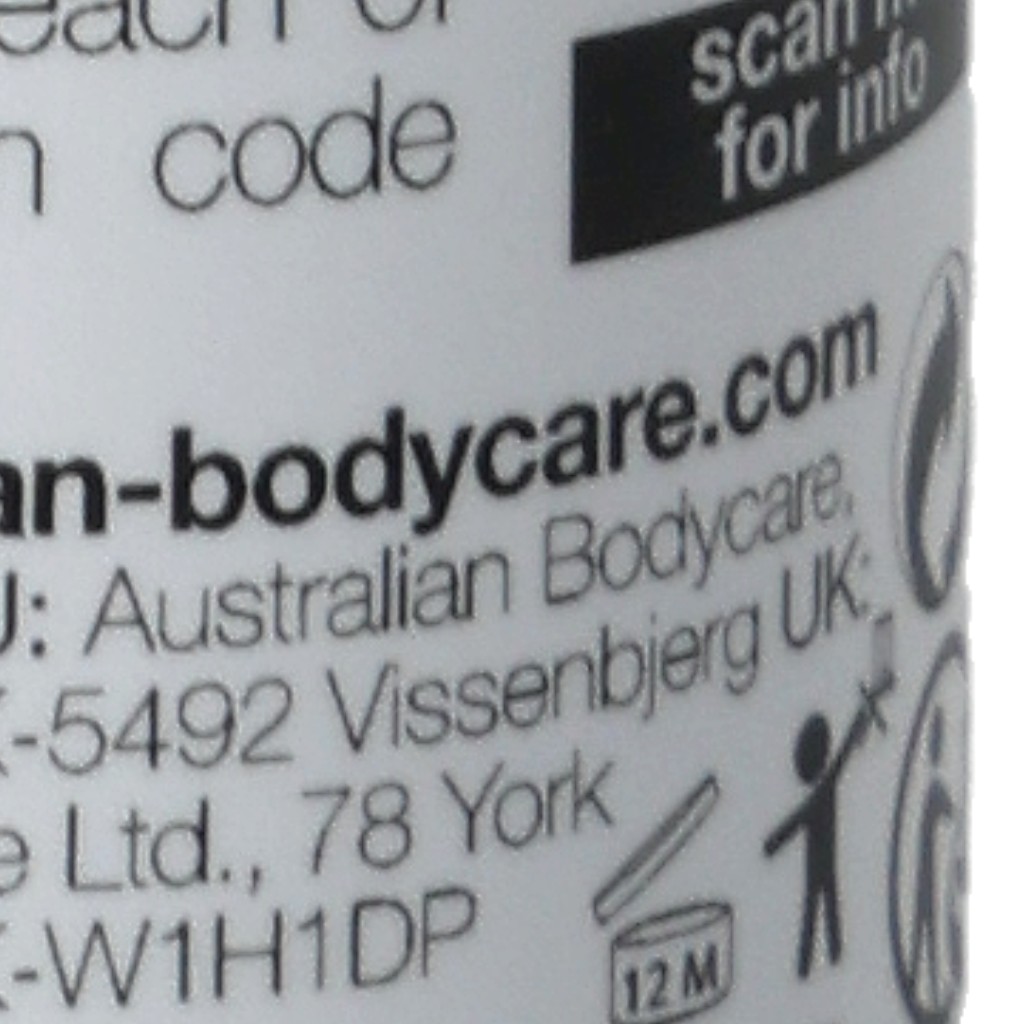 scan
for info
code
an-bodycare.com
U: Australian Bodycare,
-5492 Vissenbjerg UK:
e Ltd., 78 York
-W1H1DP
12 M